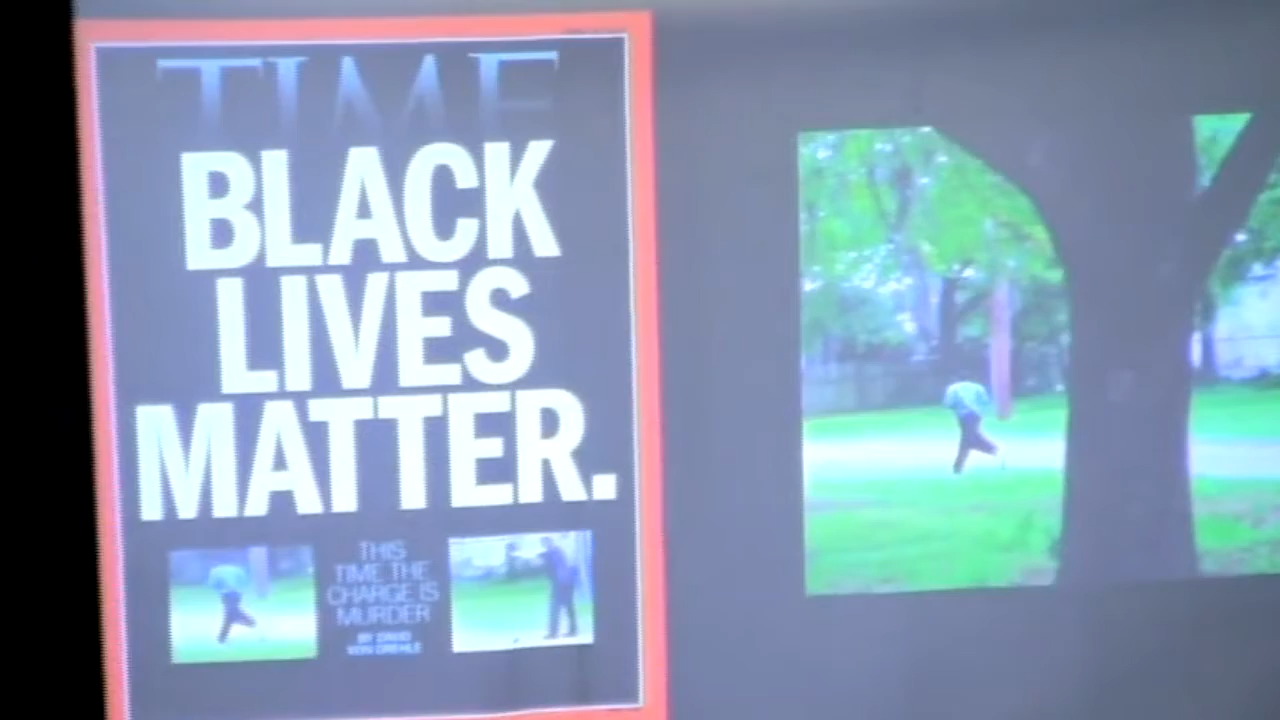 TIME
BLACK
LIVES
MATTER.
THIS
TIME THE
CHARGE IS
MURDER
BY DAVID
VON DREHLE